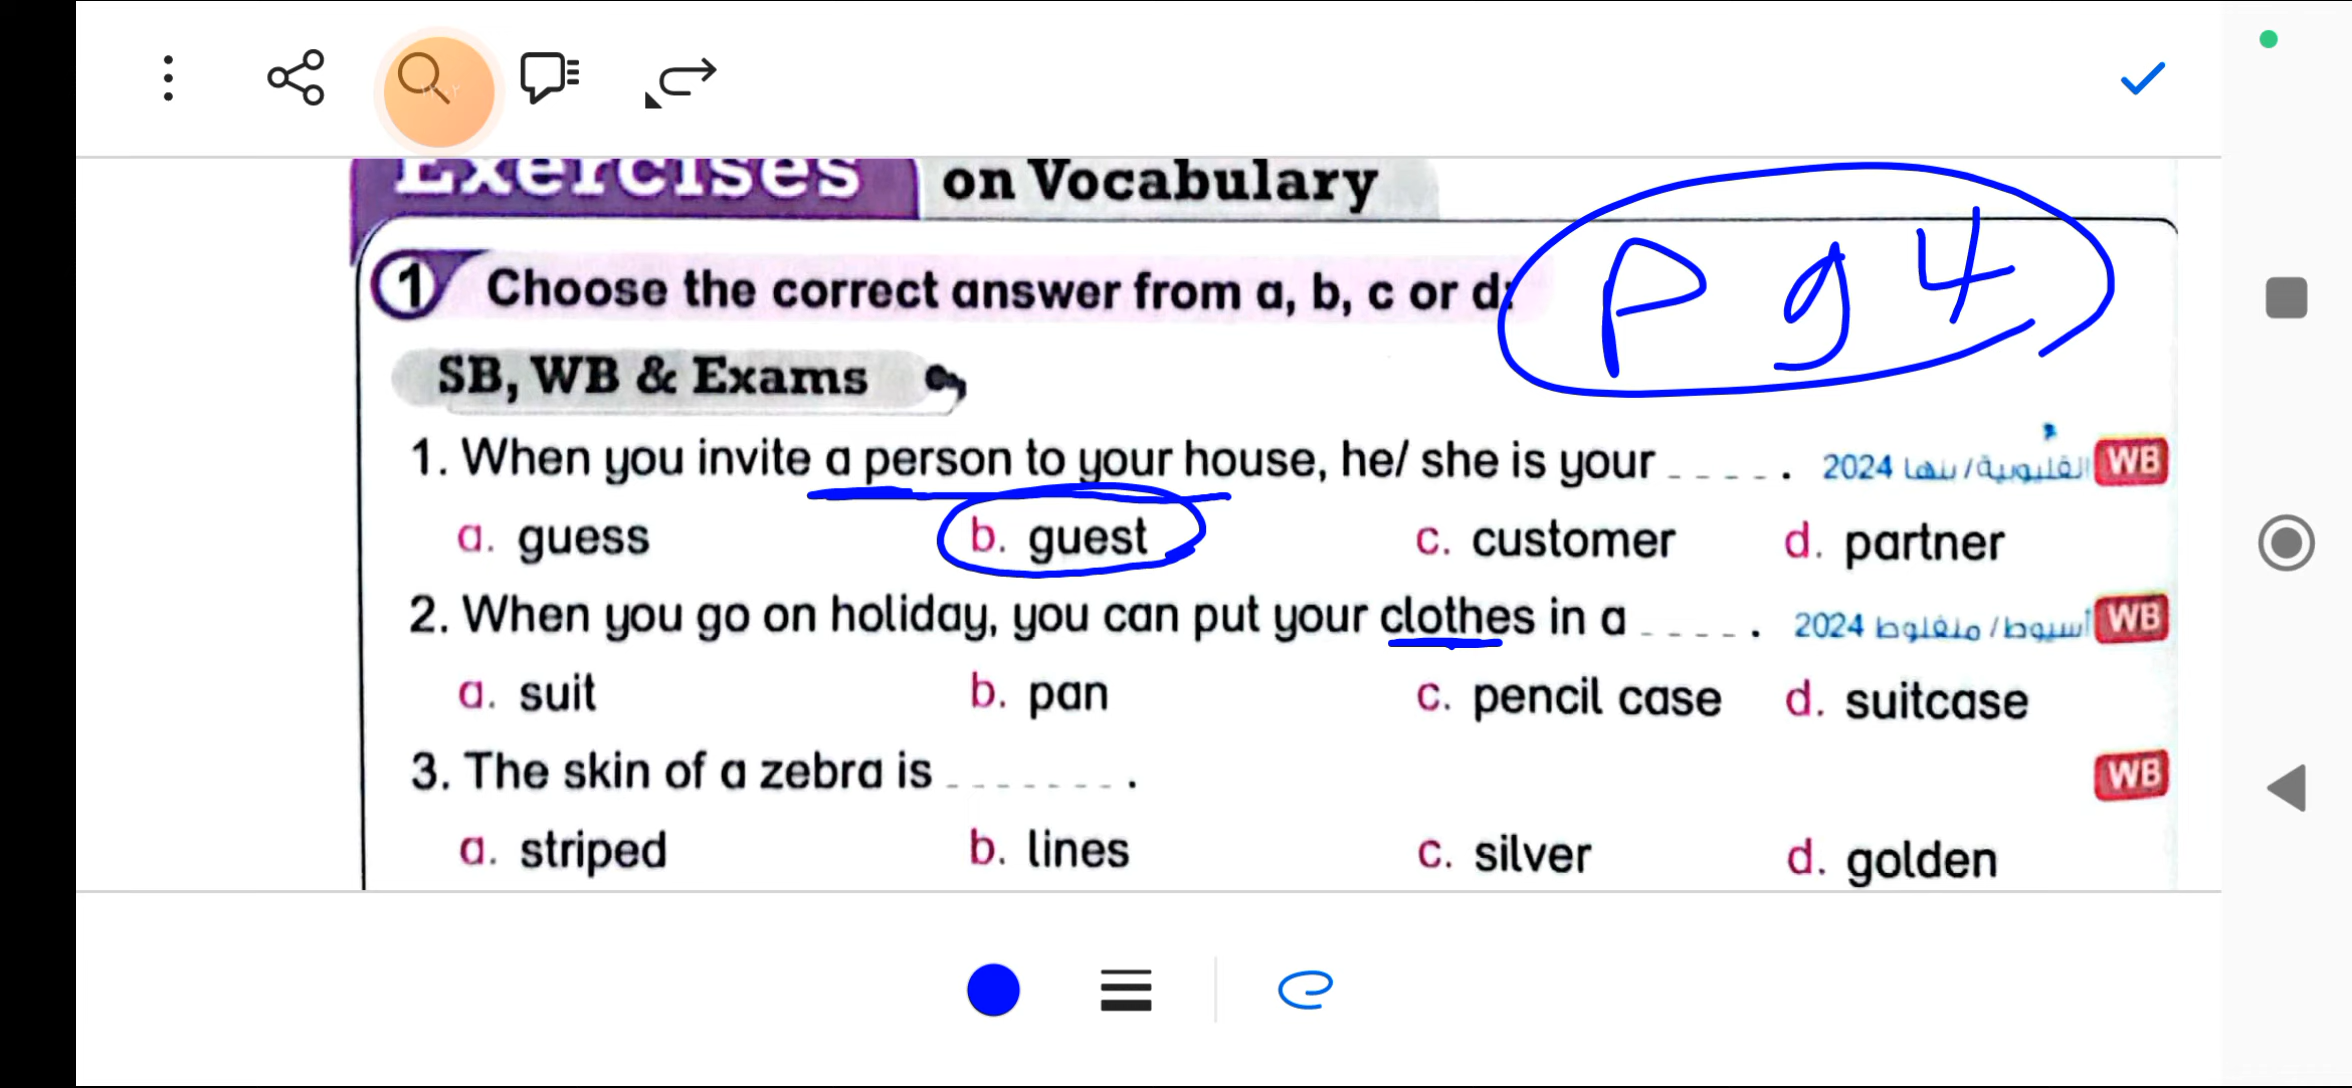 Exercises on Vocabulary
P g 4
1 Choose the correct answer from a, b, c or d:
SB, WB & Exams
1. When you invite a person to your house, he/ she is your _ _ _ _ _ . القليوبية/ بنها 2024 WB
a. guess b. guest c. customer d. partner
2. When you go on holiday, you can put your clothes in a _ _ _ _ _ . أسيوط/ منفلوط 2024 WB
a. suit b. pan c. pencil case d. suitcase
3. The skin of a zebra is _ _ _ _ _ _ _ _ . WB
a. striped b. lines c. silver d. golden